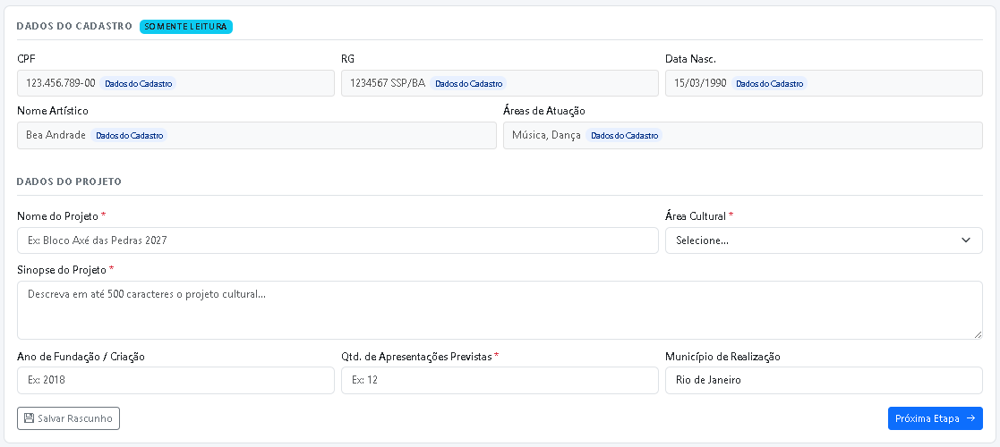 DADOS DO CADASTRO SOMENTE LEITURA
CPF RG Data Nasc.
123.456.789-00 Dados do Cadastro 1234567 SSP/BA Dados do Cadastro 15/03/1990 Dados do Cadastro
Nome Artístico Áreas de Atuação
Bea Andrade Dados do Cadastro Música, Dança Dados do Cadastro
DADOS DO PROJETO
Nome do Projeto * Área Cultural *
Ex: Bloco Axé das Pedras 2027 Selecione...
Sinopse do Projeto *
Descreva em até 500 caracteres o projeto cultural...
Ano de Fundação / Criação Qtd. de Apresentações Previstas * Município de Realização
Ex: 2018 Ex: 12 Rio de Janeiro
Salvar Rascunho Próxima Etapa →